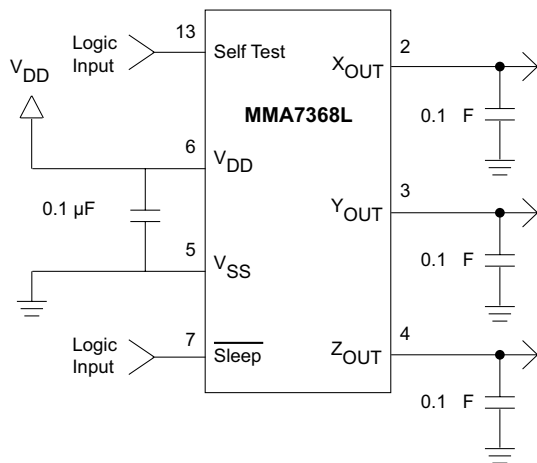 Logic
Input
13
Self Test
V_DD
MMA7368L
2
X_OUT
0.1 F
6
V_DD
0.1 µF
3
Y_OUT
0.1 F
5
V_SS
4
Z_OUT
0.1 F
Logic
Input
7
Sleep